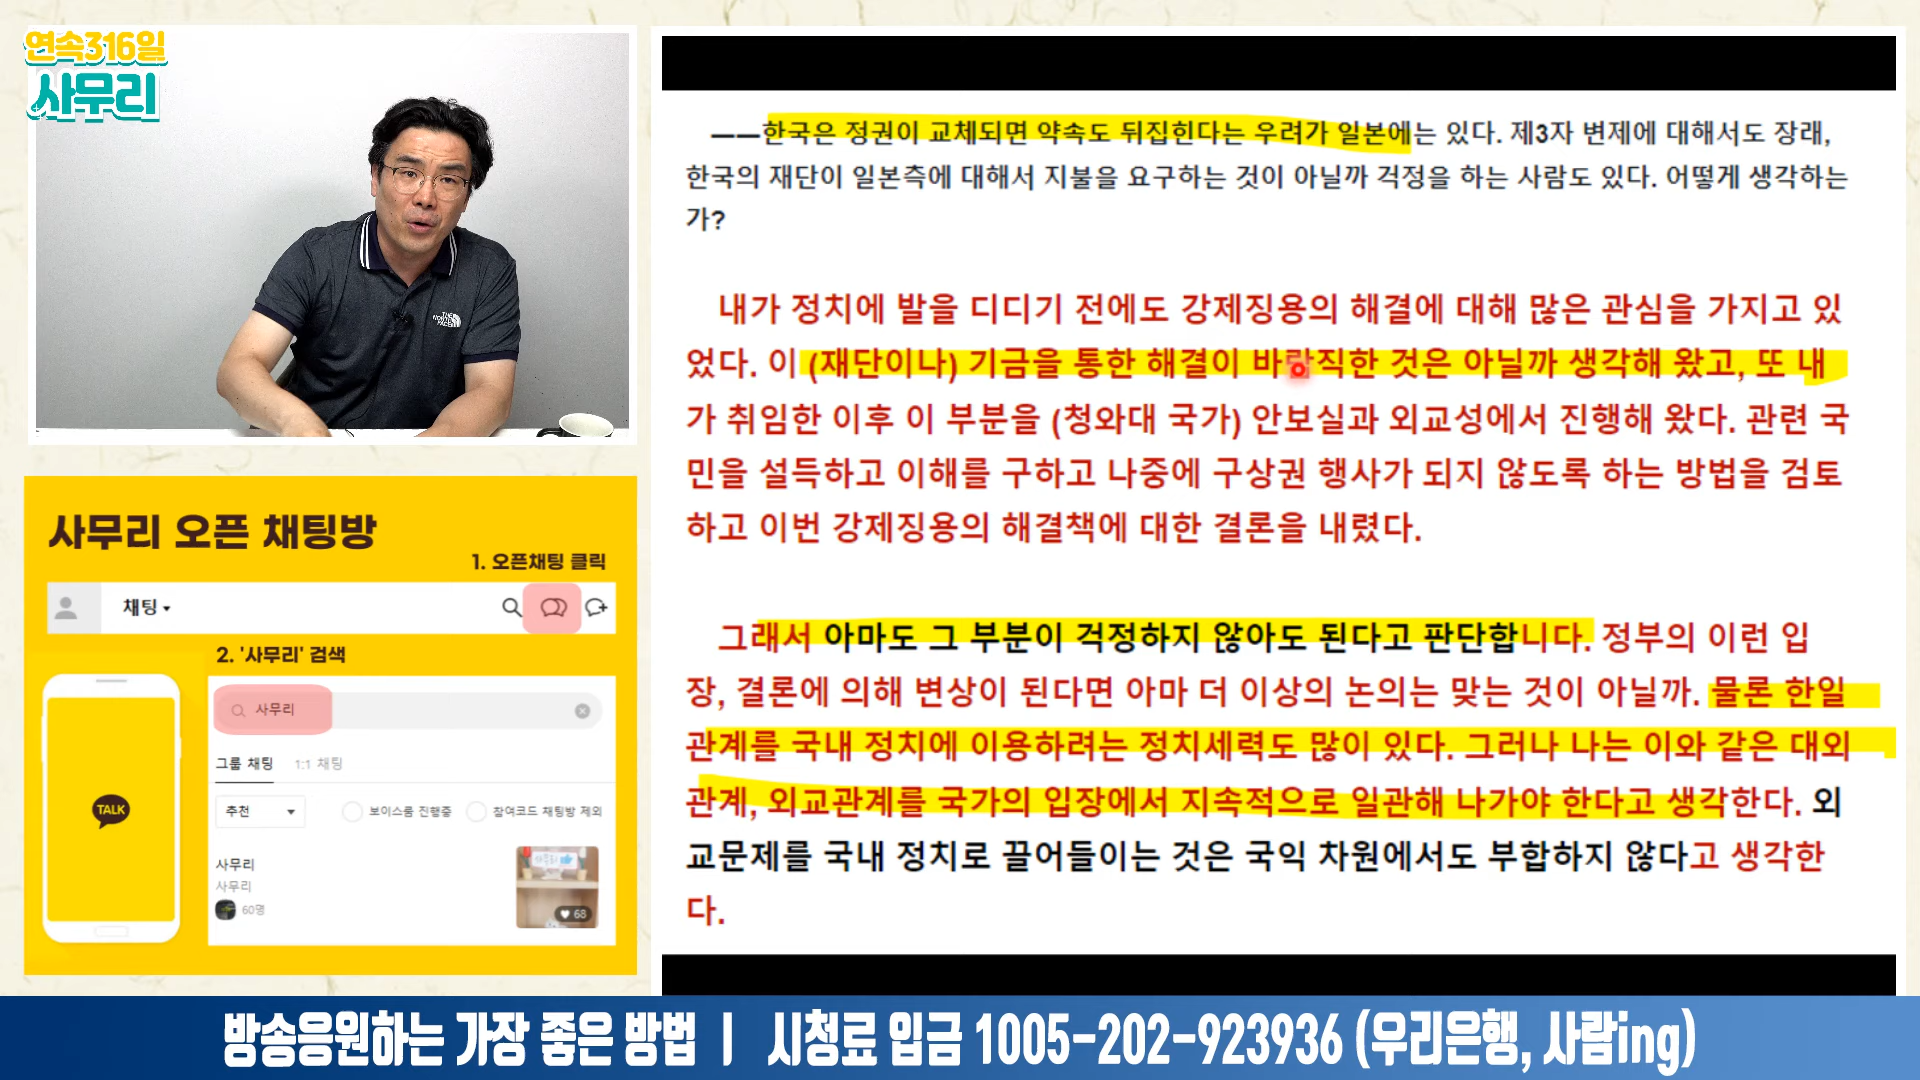 연속316일
사무리
THE NORTH FACE
사무리 오픈 채팅방
1. 오픈채팅 클릭
채팅
2. '사무리' 검색
사무리
그룹 채팅 1:1 채팅
추천 보이스룸 진행중 참여코드 채팅방 제외
사무리
사무리
60명
68
TALK
——한국은 정권이 교체되면 약속도 뒤집힌다는 우려가 일본에는 있다. 제3자 변제에 대해서도 장래,
한국의 재단이 일본측에 대해서 지불을 요구하는 것이 아닐까 걱정을 하는 사람도 있다. 어떻게 생각하는
가?
내가 정치에 발을 디디기 전에도 강제징용의 해결에 대해 많은 관심을 가지고 있
었다. 이 (재단이나) 기금을 통한 해결이 바람직한 것은 아닐까 생각해 왔고, 또 내
가 취임한 이후 이 부분을 (청와대 국가) 안보실과 외교성에서 진행해 왔다. 관련 국
민을 설득하고 이해를 구하고 나중에 구상권 행사가 되지 않도록 하는 방법을 검토
하고 이번 강제징용의 해결책에 대한 결론을 내렸다.
그래서 아마도 그 부분이 걱정하지 않아도 된다고 판단합니다. 정부의 이런 입
장, 결론에 의해 변상이 된다면 아마 더 이상의 논의는 맞는 것이 아닐까. 물론 한일
관계를 국내 정치에 이용하려는 정치세력도 많이 있다. 그러나 나는 이와 같은 대외
관계, 외교관계를 국가의 입장에서 지속적으로 일관해 나가야 한다고 생각한다. 외
교문제를 국내 정치로 끌어들이는 것은 국익 차원에서도 부합하지 않다고 생각한
다.
방송응원하는 가장 좋은 방법 | 시청료 입금 1005-202-923936 (우리은행, 사람ing)